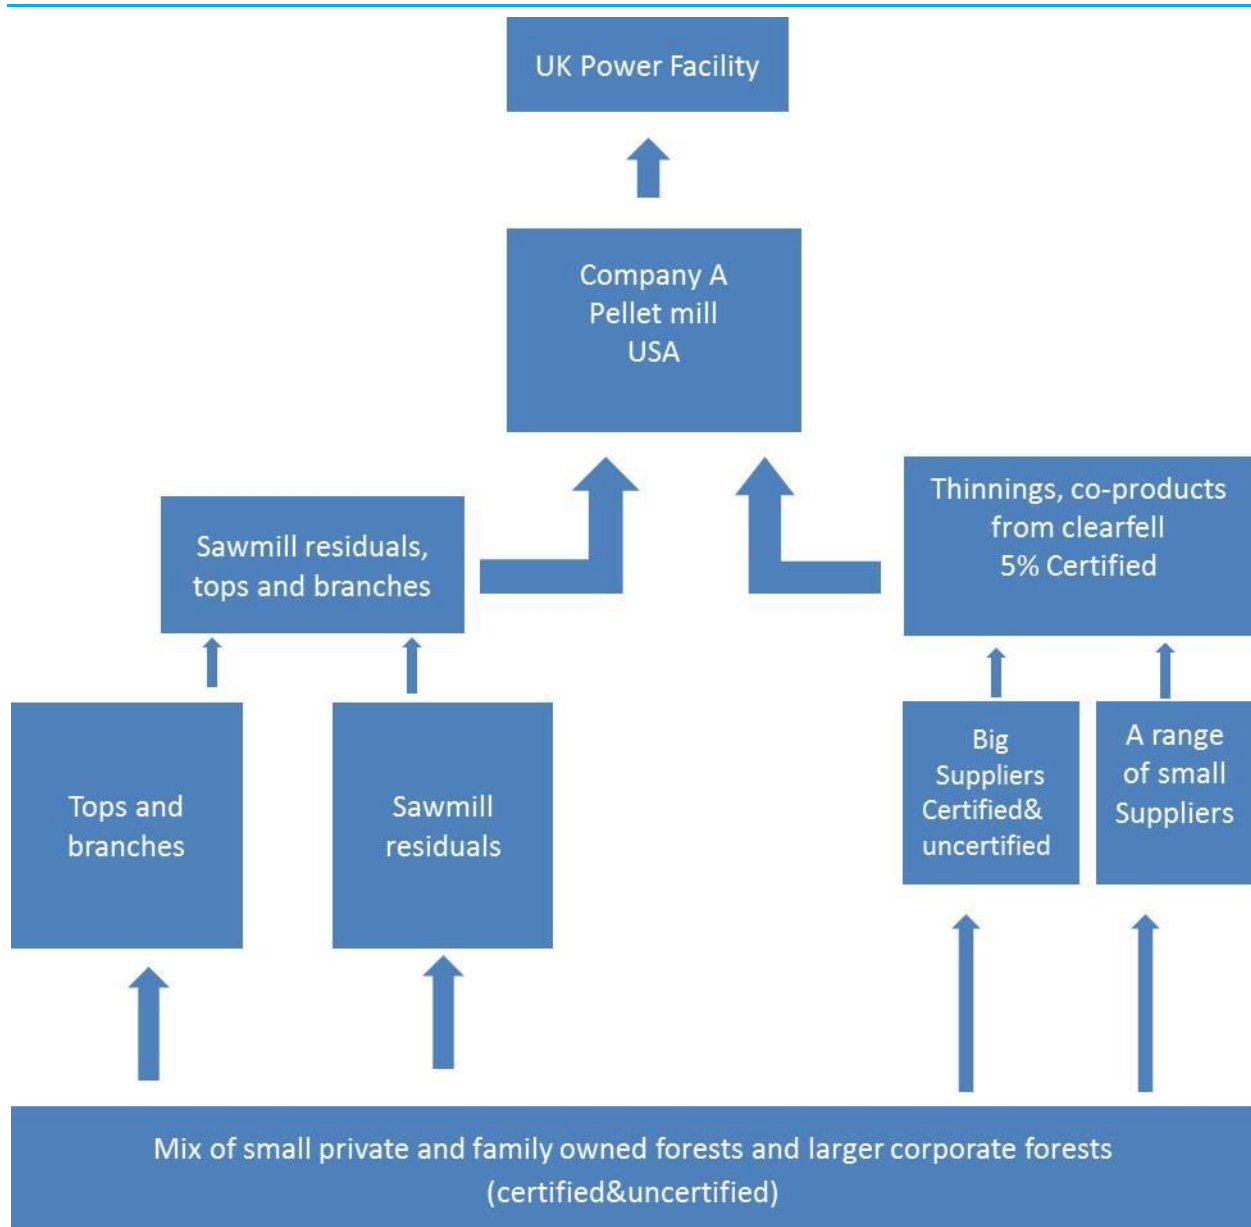 UK Power Facility
Company A
Pellet mill
USA
Sawmill residuals,
tops and branches
Thinnings, co-products
from clearfell
5% Certified
Tops and
branches
Sawmill
residuals
Big
Suppliers
Certified&
uncertified
A range
of small
Suppliers
Mix of small private and family owned forests and larger corporate forests
(certified&uncertified)